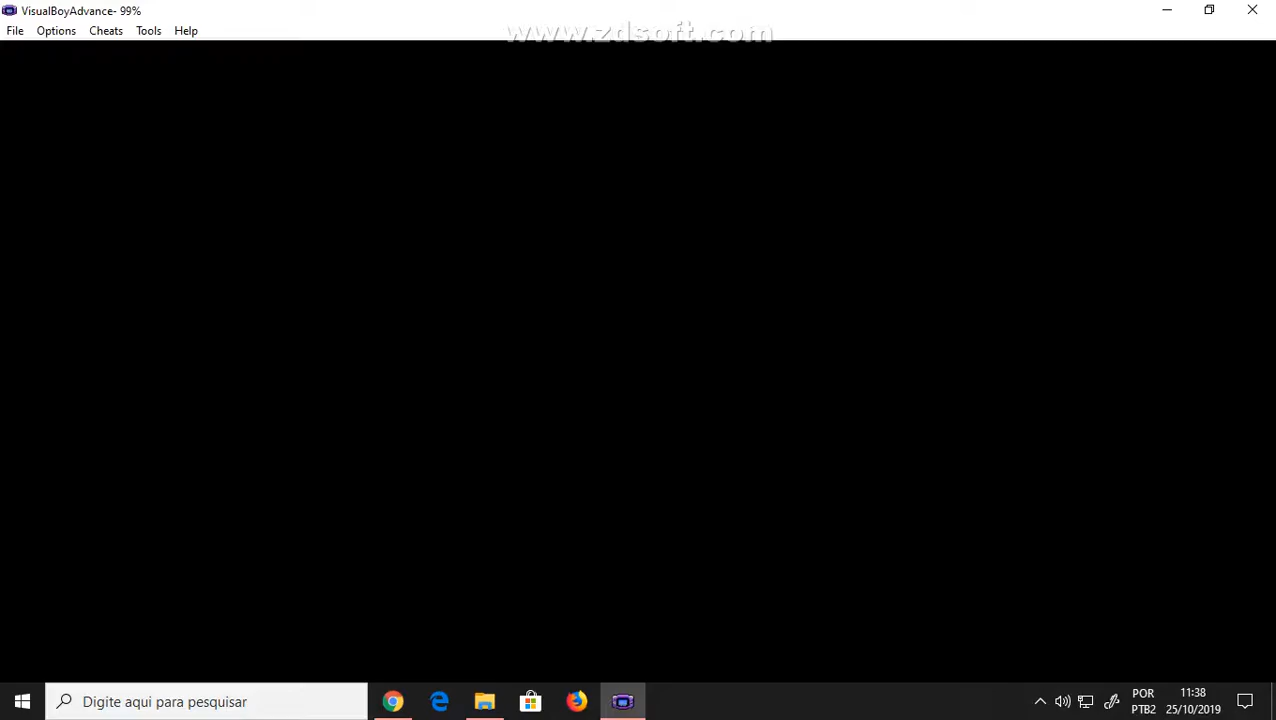 VisualBoyAdvance- 99%
File Options Cheats Tools Help
www.zdsoft.com
Digite aqui para pesquisar
POR
PTB2
11:38
25/10/2019